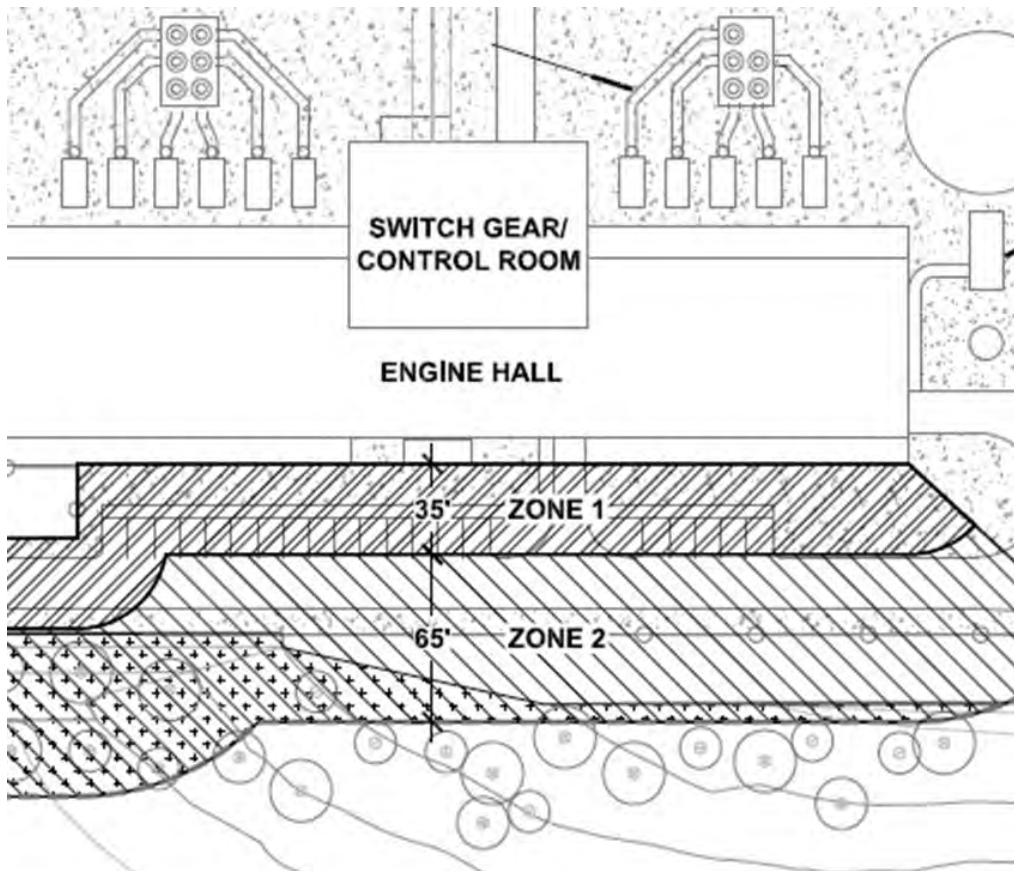 SWITCH GEAR/
CONTROL ROOM
ENGINE HALL
35' ZONE 1
65' ZONE 2